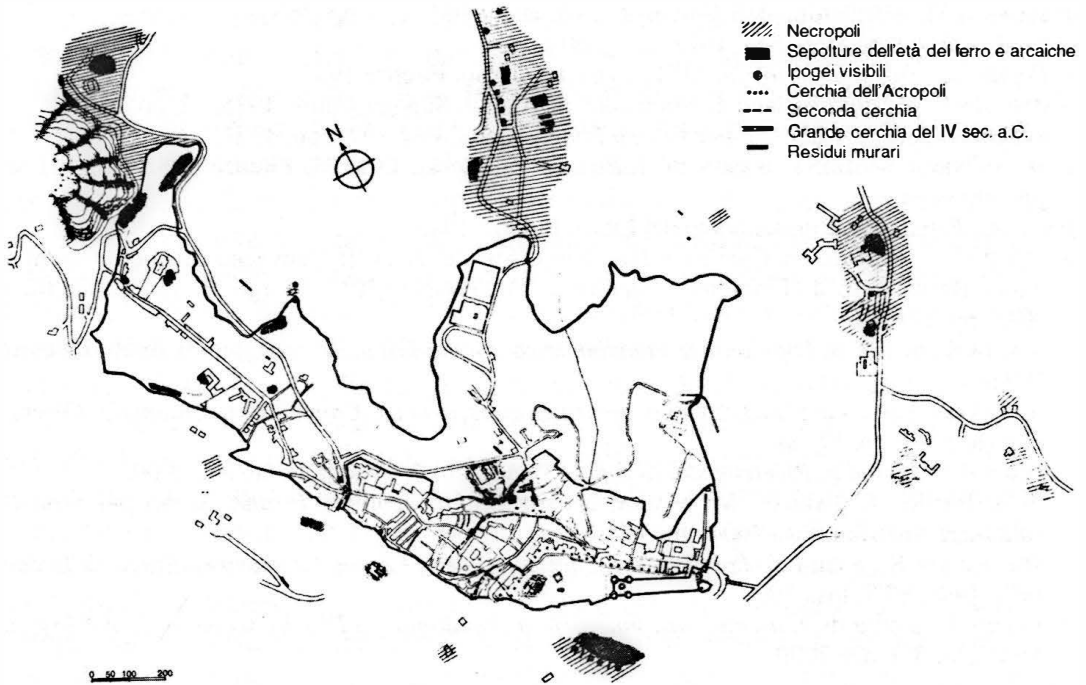 Necropoli
Sepolture dell'età del ferro e arcaiche
Ipogei visibili
Cerchia dell'Acropoli
Seconda cerchia
Grande cerchia del IV sec. a.C.
Residui murari
N
0 50 100 200